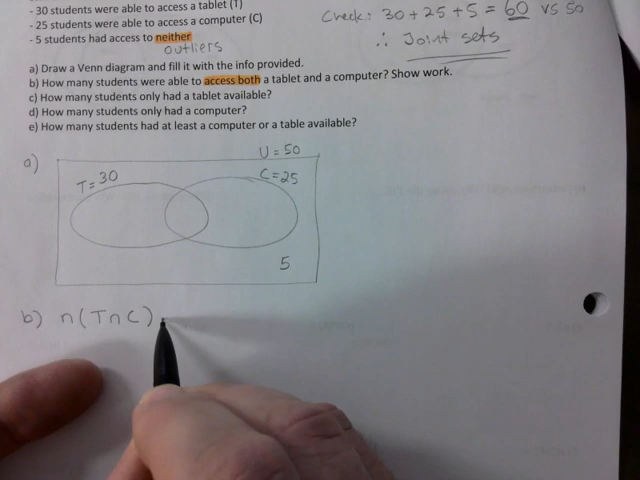 - 30 students were able to access a tablet (T)
- 25 students were able to access a computer (C)
- 5 students had access to neither
outliers
Check: 30 + 25 + 5 = 60 vs 50
∴ Joint sets
a) Draw a Venn diagram and fill it with the info provided.
b) How many students were able to access both a tablet and a computer? Show work.
c) How many students only had a tablet available?
d) How many students only had a computer?
e) How many students had at least a computer or a table available?
a)
U = 50
T = 30
C = 25
5
b) n(T∩C)